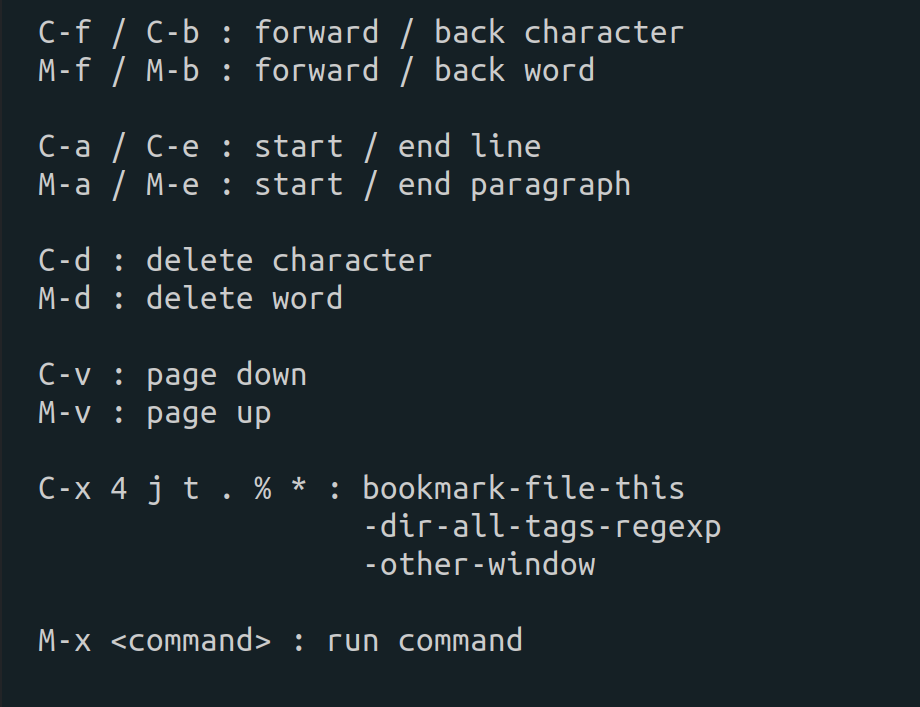 C-f / C-b : forward / back character
M-f / M-b : forward / back word
C-a / C-e : start / end line
M-a / M-e : start / end paragraph
C-d : delete character
M-d : delete word
C-v : page down
M-v : page up
C-x 4 j t . % * : bookmark-file-this
-dir-all-tags-regexp
-other-window
M-x <command> : run command